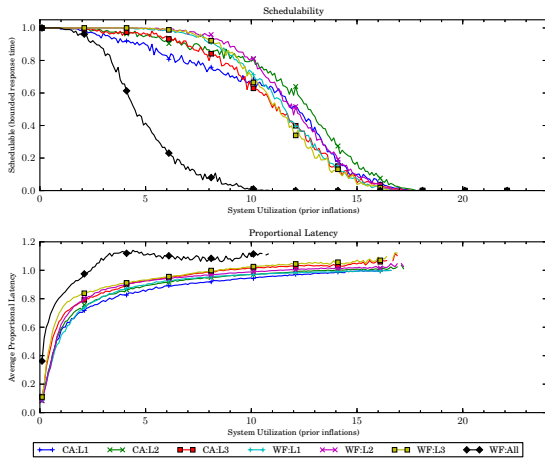 Schedulability
Schedulable (bounded response time)
1.0
0.8
0.6
0.4
0.2
0.0
0 5 10 15 20
System Utilization (prior inflations)
Proportional Latency
Average Proportional Latency
1.4
1.2
1.0
0.8
0.6
0.4
0.2
0.0
0 5 10 15 20
System Utilization (prior inflations)
CA:L1 CA:L2 CA:L3 WF:L1 WF:L2 WF:L3 WF:All